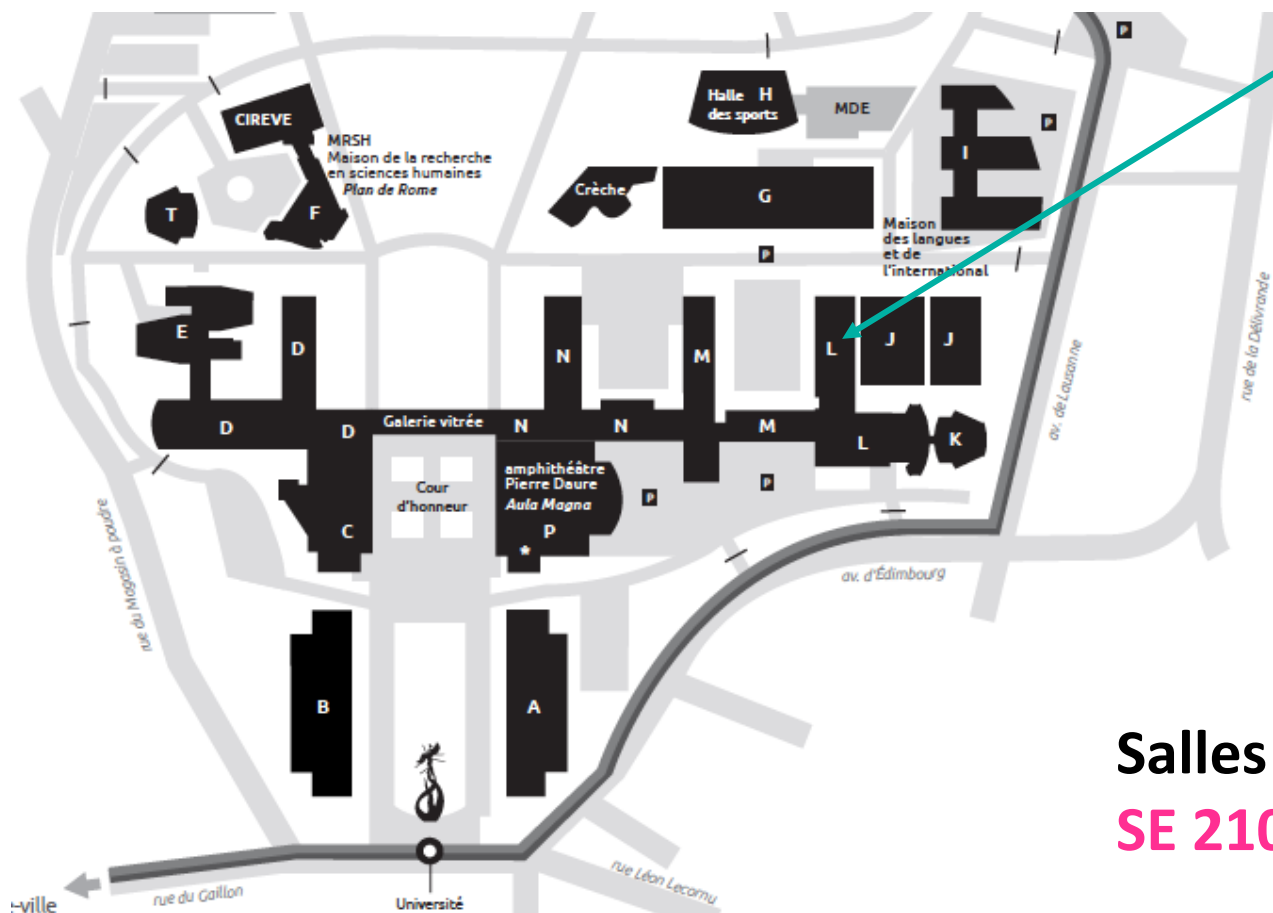 P
Halle H
des sports
MDE
CIREVE
P
MRSH
Maison de la recherche
en sciences humaines
Plan de Rome
I
Crèche
G
T
F
Maison
des langues
et de
l'international
P
rue de la Délivrande
E
D
N
M
L
J
J
av. de Lausanne
D
D
Galerie vitrée
N
N
M
L
K
amphithéâtre
Pierre Daure
Aula Magna
P
*
Cour
d'honneur
P
P
C
rue du Magasin à poudre
av. d'Édimbourg
B
A
Salles
SE 210
rue Léon Lecornu
rue du Gaillon
e-ville
Université